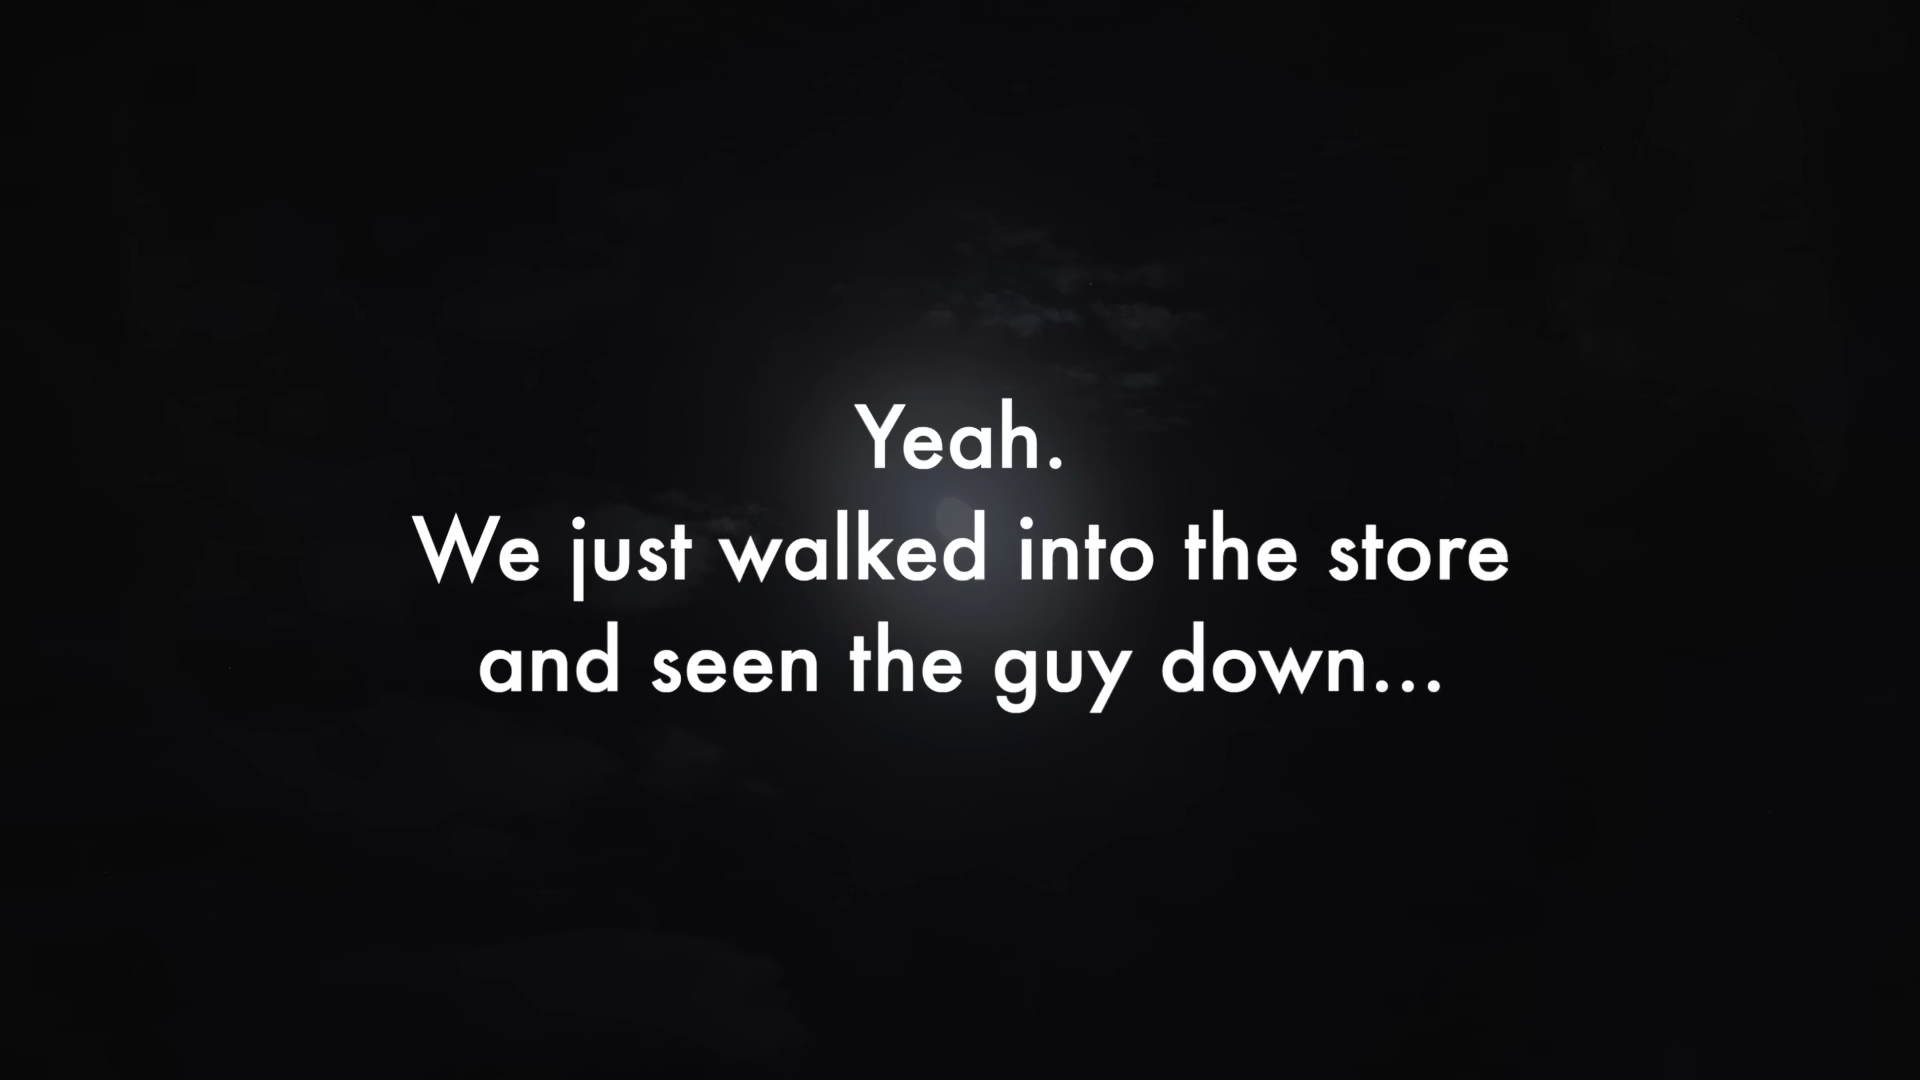 Yeah.
We just walked into the store
and seen the guy down...